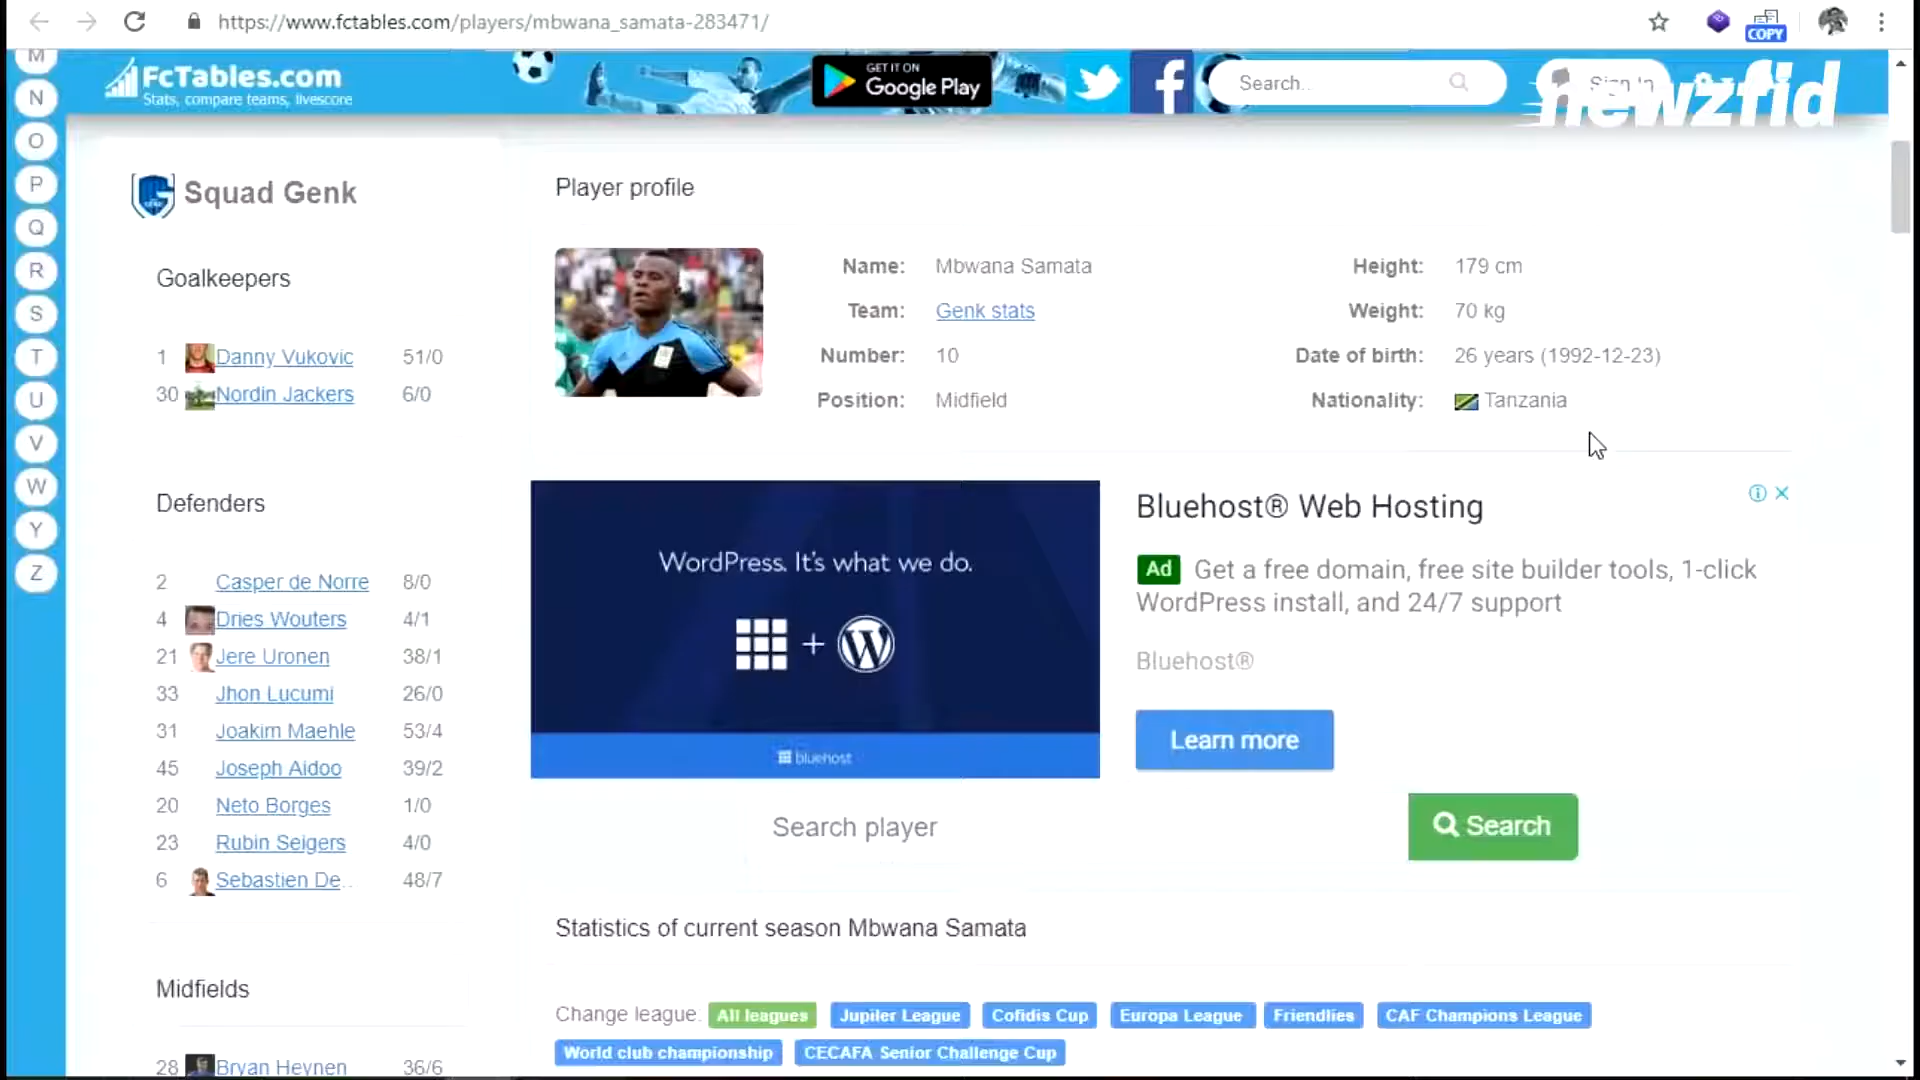 https://www.fctables.com/players/mbwana_samata-283471/
COPY
FcTables.com
Stats, compare teams, livescore
GET IT ON
Google Play
Search..
Sign In
newzfid
M
N
O
P
Q
R
S
T
U
V
W
Y
Z
Squad Genk
Goalkeepers
1 Danny Vukovic 51/0
30 Nordin Jackers 6/0
Defenders
2 Casper de Norre 8/0
4 Dries Wouters 4/1
21 Jere Uronen 38/1
33 Jhon Lucumi 26/0
31 Joakim Maehle 53/4
45 Joseph Aidoo 39/2
20 Neto Borges 1/0
23 Rubin Seigers 4/0
6 Sebastien De.. 48/7
Midfields
28 Bryan Heynen 36/6
Player profile
Name: Mbwana Samata
Team: Genk stats
Number: 10
Position: Midfield
Height: 179 cm
Weight: 70 kg
Date of birth: 26 years (1992-12-23)
Nationality: Tanzania
WordPress. It's what we do.
+
bluehost
Bluehost® Web Hosting
Ad Get a free domain, free site builder tools, 1-click
WordPress install, and 24/7 support
Bluehost®
Learn more
Search player
Search
Statistics of current season Mbwana Samata
Change league. All leagues Jupiler League Cofidis Cup Europa League Friendlies CAF Champions League
World club championship CECAFA Senior Challenge Cup